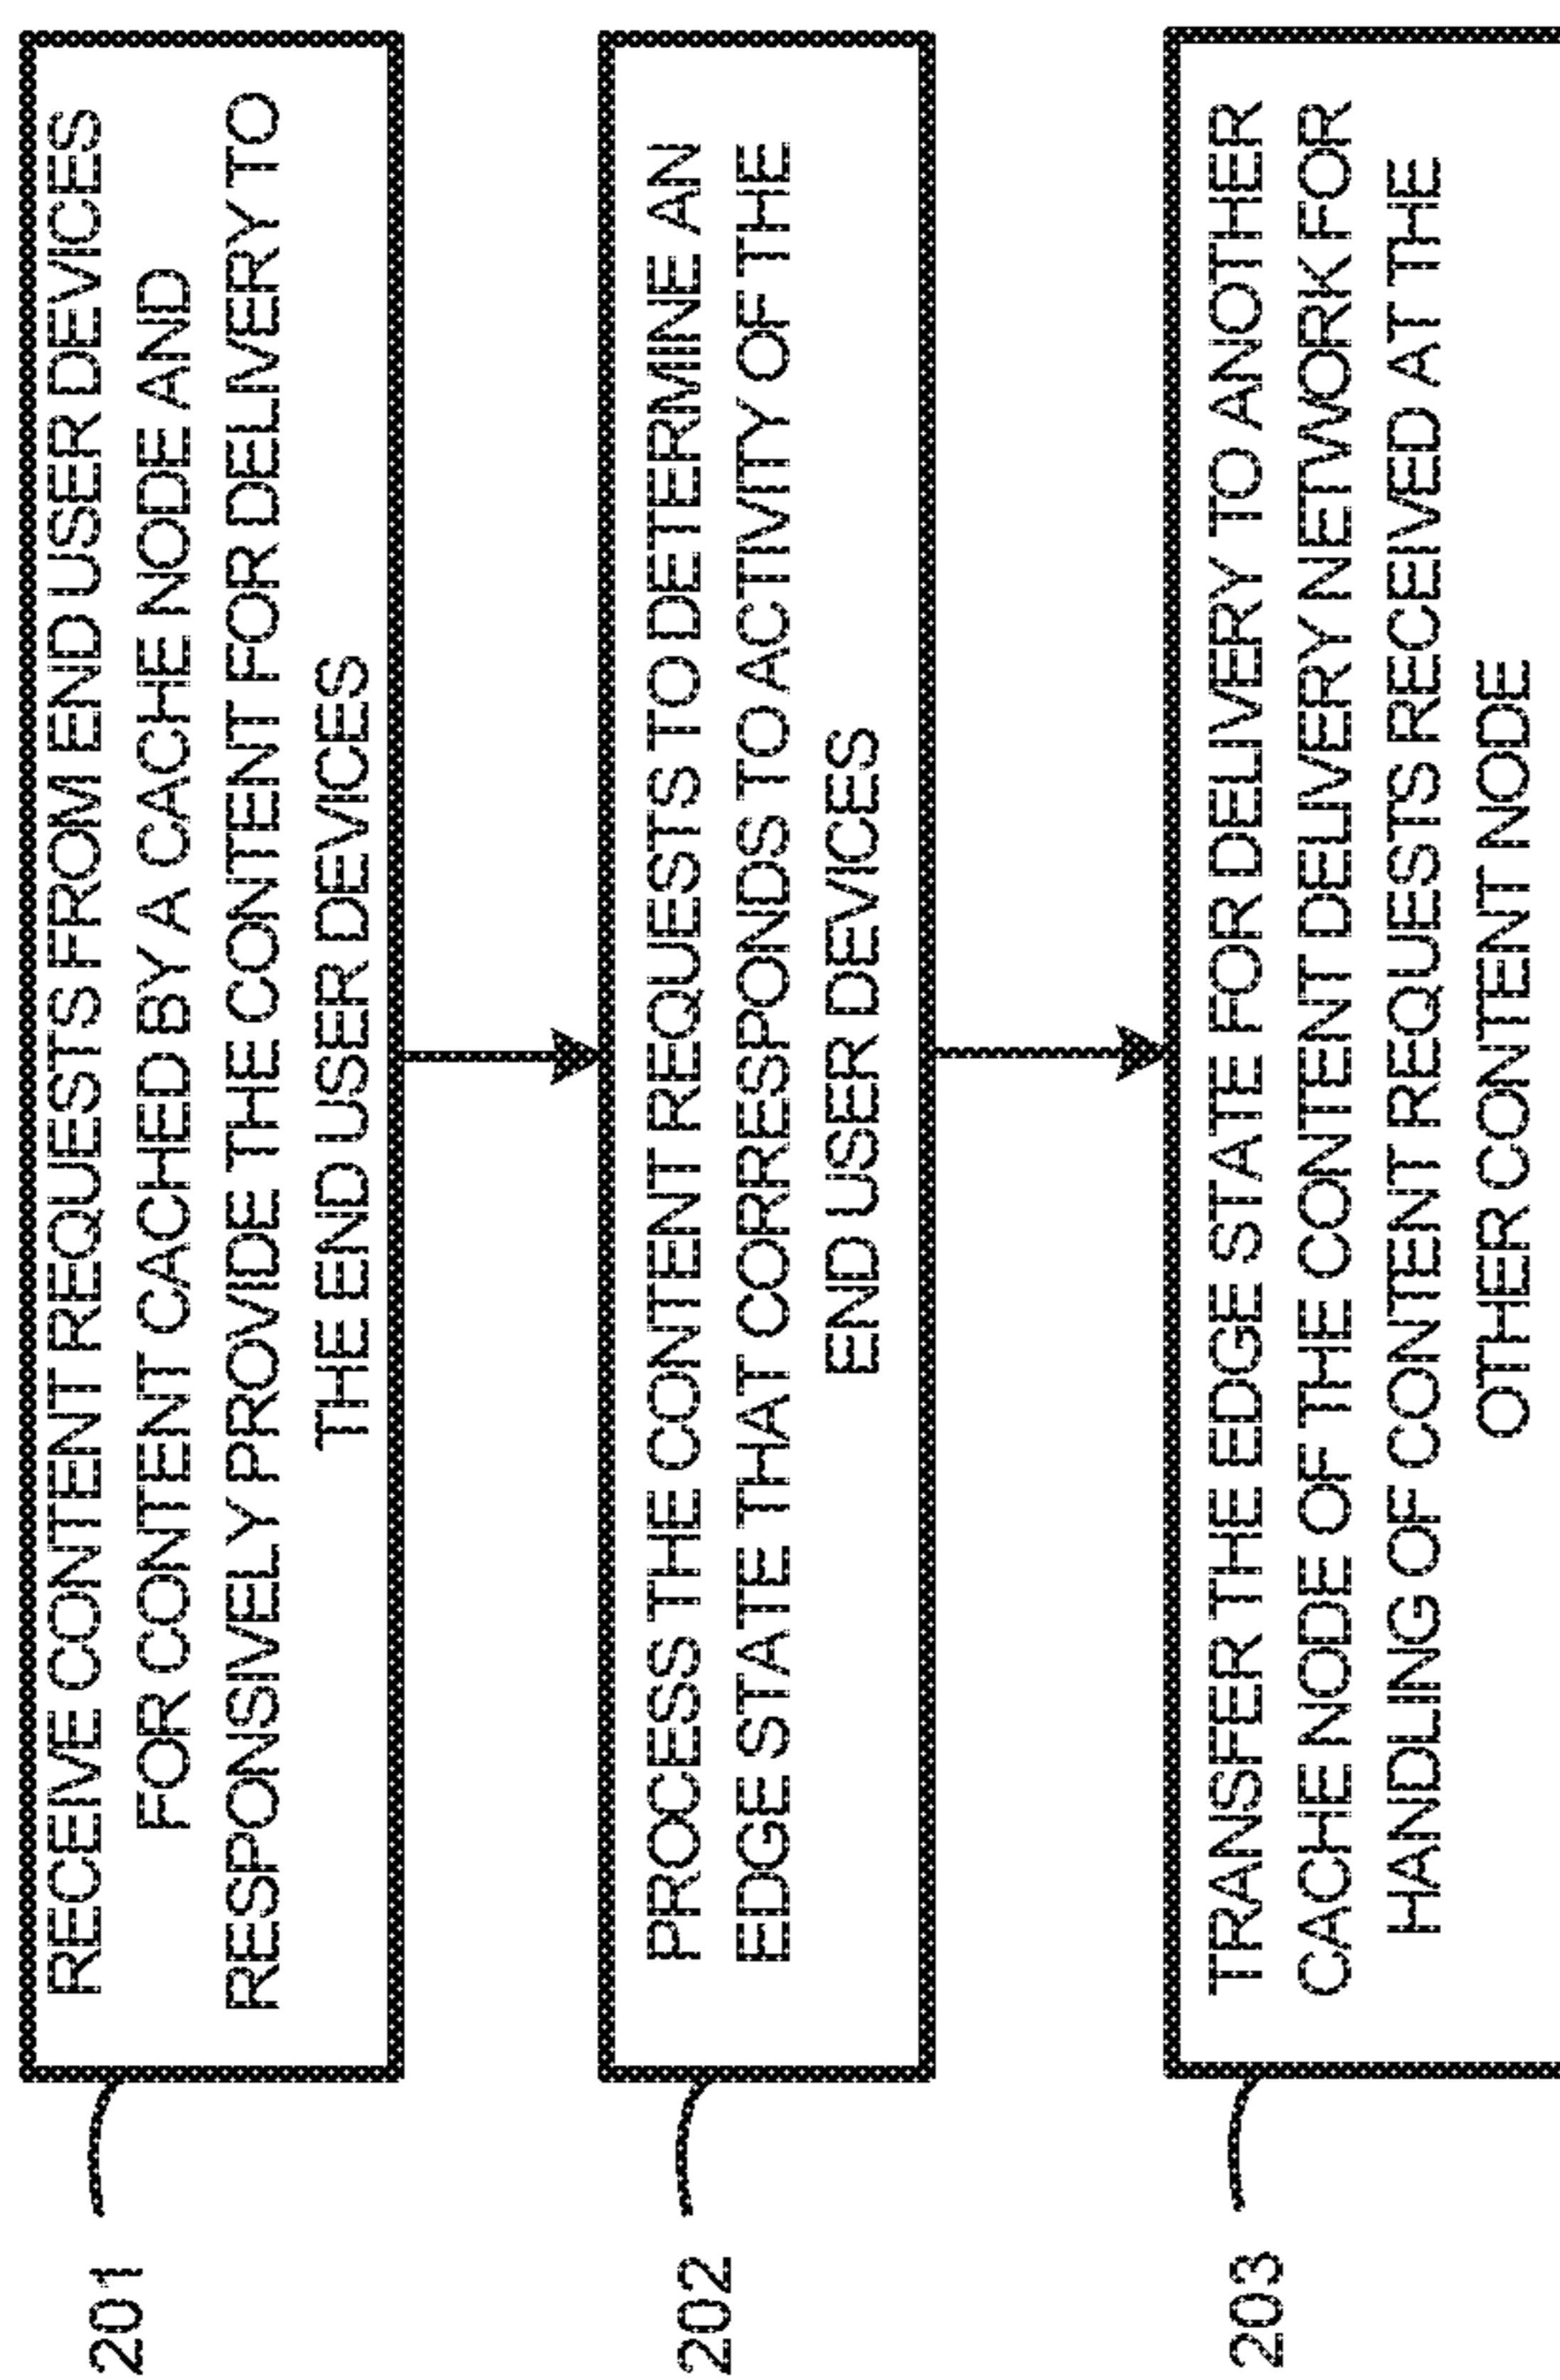 201
RECEIVE CONTENT REQUESTS FROM END USER DEVICES
FOR CONTENT CACHED BY A CACHE NODE AND
RESPONSIVELY PROVIDE THE CONTENT FOR DELIVERY TO
THE END USER DEVICES
202
PROCESS THE CONTENT REQUESTS TO DETERMINE AN
EDGE STATE THAT CORRESPONDS TO ACTIVITY OF THE
END USER DEVICES
203
TRANSFER THE EDGE STATE FOR DELIVERY TO ANOTHER
CACHE NODE OF THE CONTENT DELIVERY NETWORK FOR
HANDLING OF CONTENT REQUESTS RECEIVED AT THE
OTHER CONTENT NODE